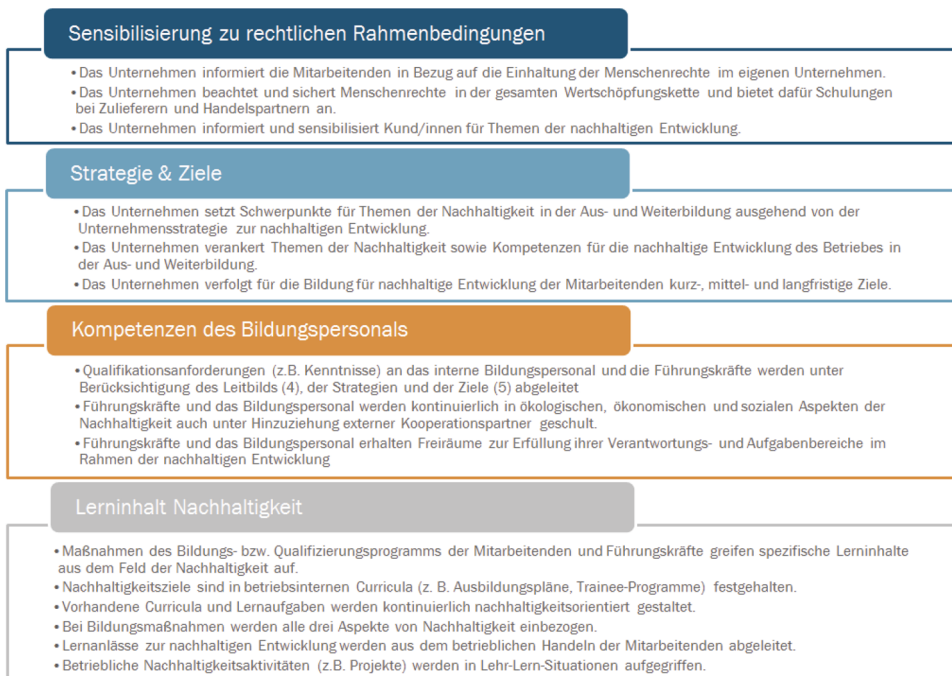 Sensibilisierung zu rechtlichen Rahmenbedingungen
• Das Unternehmen informiert die Mitarbeitenden in Bezug auf die Einhaltung der Menschenrechte im eigenen Unternehmen.
• Das Unternehmen beachtet und sichert Menschenrechte in der gesamten Wertschöpfungskette und bietet dafür Schulungen
bei Zulieferern und Handelspartnern an.
• Das Unternehmen informiert und sensibilisiert Kund/innen für Themen der nachhaltigen Entwicklung.
Strategie & Ziele
• Das Unternehmen setzt Schwerpunkte für Themen der Nachhaltigkeit in der Aus- und Weiterbildung ausgehend von der
Unternehmensstrategie zur nachhaltigen Entwicklung.
• Das Unternehmen verankert Themen der Nachhaltigkeit sowie Kompetenzen für die nachhaltige Entwicklung des Betriebes in
der Aus- und Weiterbildung.
• Das Unternehmen verfolgt für die Bildung für nachhaltige Entwicklung der Mitarbeitenden kurz-, mittel- und langfristige Ziele.
Kompetenzen des Bildungspersonals
• Qualifikationsanforderungen (z.B. Kenntnisse) an das interne Bildungspersonal und die Führungskräfte werden unter
Berücksichtigung des Leitbilds (4), der Strategien und der Ziele (5) abgeleitet
• Führungskräfte und das Bildungspersonal werden kontinuierlich in ökologischen, ökonomischen und sozialen Aspekten der
Nachhaltigkeit auch unter Hinzuziehung externer Kooperationspartner geschult.
• Führungskräfte und das Bildungspersonal erhalten Freiräume zur Erfüllung ihrer Verantwortungs- und Aufgabenbereiche im
Rahmen der nachhaltigen Entwicklung
Lerninhalt Nachhaltigkeit
• Maßnahmen des Bildungs- bzw. Qualifizierungsprogramms der Mitarbeitenden und Führungskräfte greifen spezifische Lerninhalte
aus dem Feld der Nachhaltigkeit auf.
• Nachhaltigkeitsziele sind in betriebsinternen Curricula (z. B. Ausbildungspläne, Trainee-Programme) festgehalten.
• Vorhandene Curricula und Lernaufgaben werden kontinuierlich nachhaltigkeitsorientiert gestaltet.
• Bei Bildungsmaßnahmen werden alle drei Aspekte von Nachhaltigkeit einbezogen.
• Lernanlässe zur nachhaltigen Entwicklung werden aus dem betrieblichen Handeln der Mitarbeitenden abgeleitet.
• Betriebliche Nachhaltigkeitsaktivitäten (z.B. Projekte) werden in Lehr-Lern-Situationen aufgegriffen.